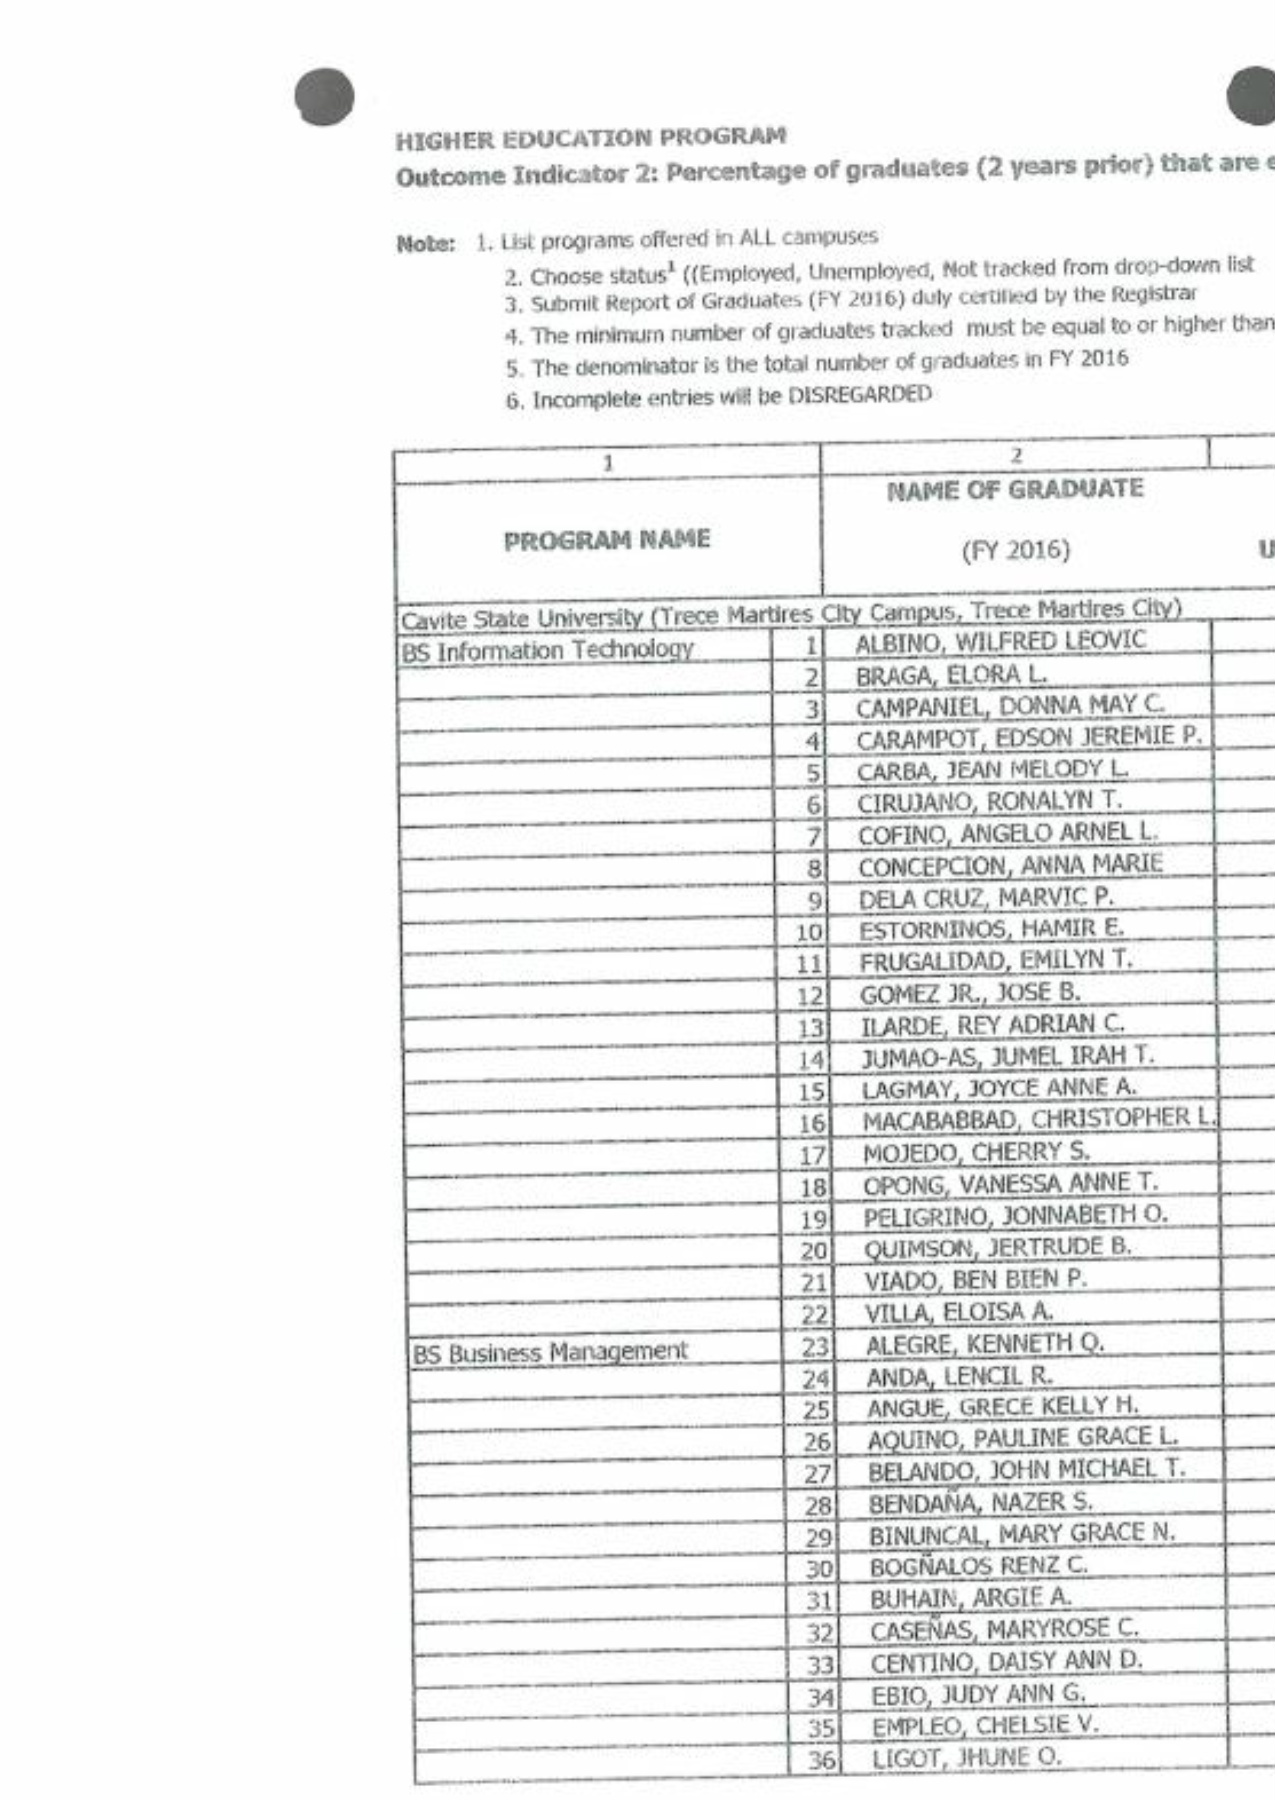 HIGHER EDUCATION PROGRAM
Outcome Indicator 2: Percentage of graduates (2 years prior) that are e
Note: 1. List programs offered in ALL campuses
2. Choose status¹ ((Employed, Unemployed, Not tracked from drop-down list
3. Submit Report of Graduates (FY 2016) duly certified by the Registrar
4. The minimum number of graduates tracked must be equal to or higher than
5. The denominator is the total number of graduates in FY 2016
6. Incomplete entries will be DISREGARDED
1 2
NAME OF GRADUATE
PROGRAM NAME
(FY 2016) U
Cavite State University (Trece Martires City Campus, Trece Martires City)
BS Information Technology 1 ALBINO, WILFRED LEOVIC
2 BRAGA, ELORA L.
3 CAMPANIEL, DONNA MAY C.
4 CARAMPOT, EDSON JEREMIE P.
5 CARBA, JEAN MELODY L.
6 CIRUJANO, RONALYN T.
7 COFINO, ANGELO ARNEL L.
8 CONCEPCION, ANNA MARIE
9 DELA CRUZ, MARVIC P.
10 ESTORNINOS, HAMIR E.
11 FRUGALIDAD, EMILYN T.
12 GOMEZ JR., JOSE B.
13 ILARDE, REY ADRIAN C.
14 JUMAO-AS, JUMEL IRAH T.
15 LAGMAY, JOYCE ANNE A.
16 MACABABBAD, CHRISTOPHER L.
17 MOJEDO, CHERRY S.
18 OPONG, VANESSA ANNE T.
19 PELIGRINO, JONNABETH O.
20 QUIMSON, JERTRUDE B.
21 VIADO, BEN BIEN P.
22 VILLA, ELOISA A.
BS Business Management 23 ALEGRE, KENNETH Q.
24 ANDA, LENCIL R.
25 ANGUE, GRECE KELLY H.
26 AQUINO, PAULINE GRACE L.
27 BELANDO, JOHN MICHAEL T.
28 BENDAÑA, NAZER S.
29 BINUNCAL, MARY GRACE N.
30 BOGÑALOS RENZ C.
31 BUHAIN, ARGIE A.
32 CASEÑAS, MARYROSE C.
33 CENTINO, DAISY ANN D.
34 EBIO, JUDY ANN G.
35 EMPLEO, CHELSIE V.
36 LIGOT, JHUNE O.